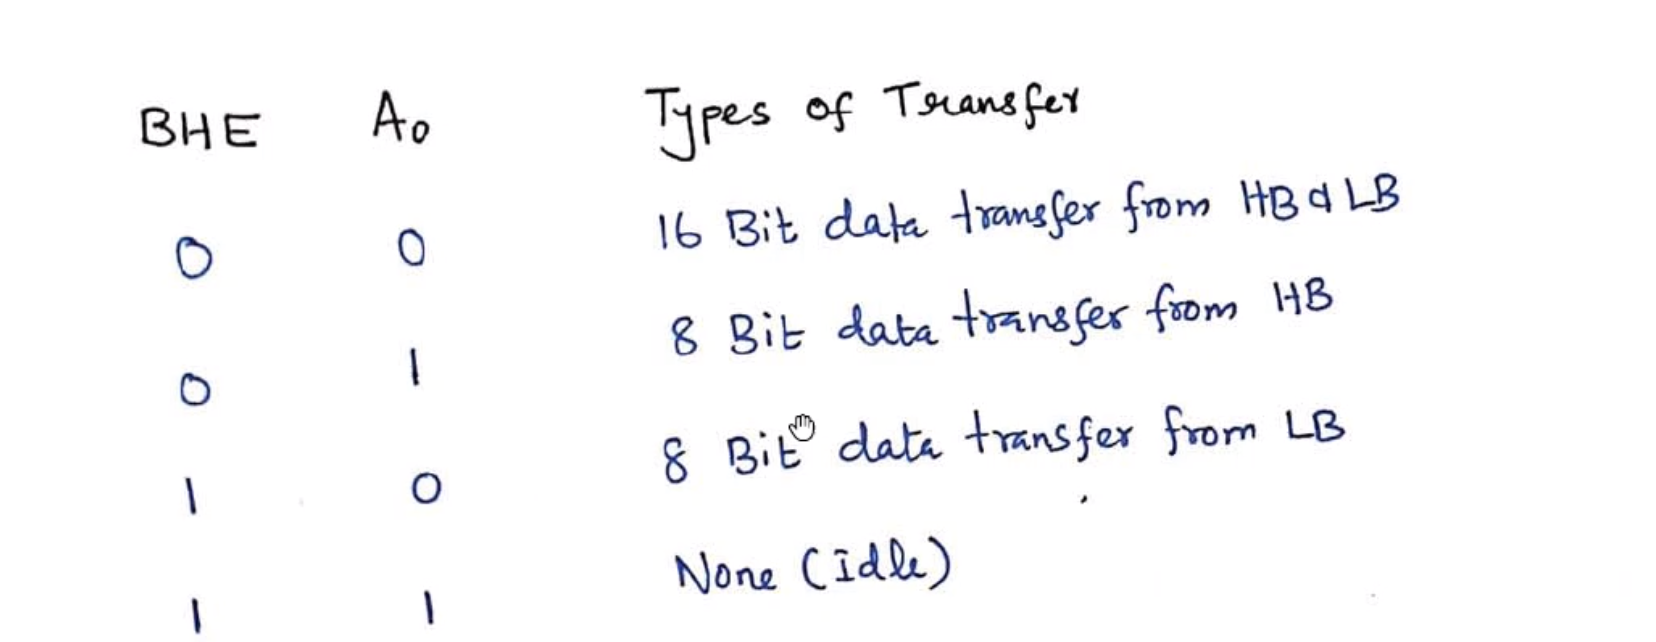 BHE A0 Types of Transfer
0 0 16 Bit data transfer from HB & LB
0 1 8 Bit data transfer from HB
1 0 8 Bit data transfer from LB
1 1 None (Idle)